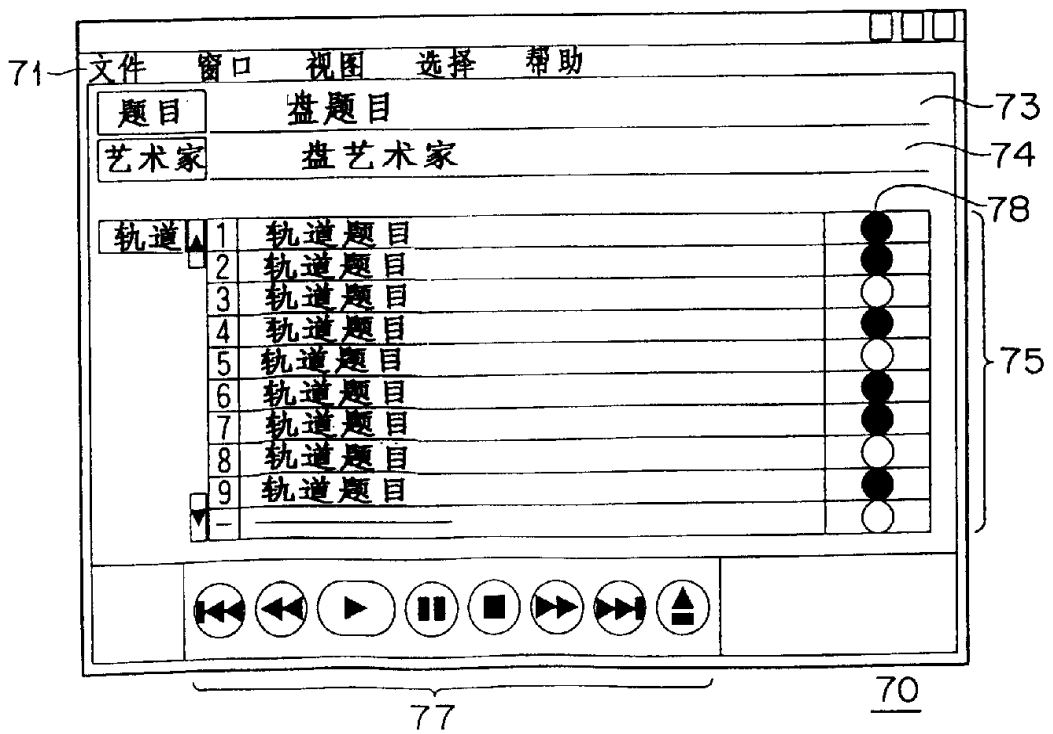 71 文件 窗口 视图 选择 帮助
题目 盘题目 73
艺术家 盘艺术家 74
78
轨道 1 轨道题目
2 轨道题目
3 轨道题目
4 轨道题目
5 轨道题目 75
6 轨道题目
7 轨道题目
8 轨道题目
9 轨道题目
-
77 70